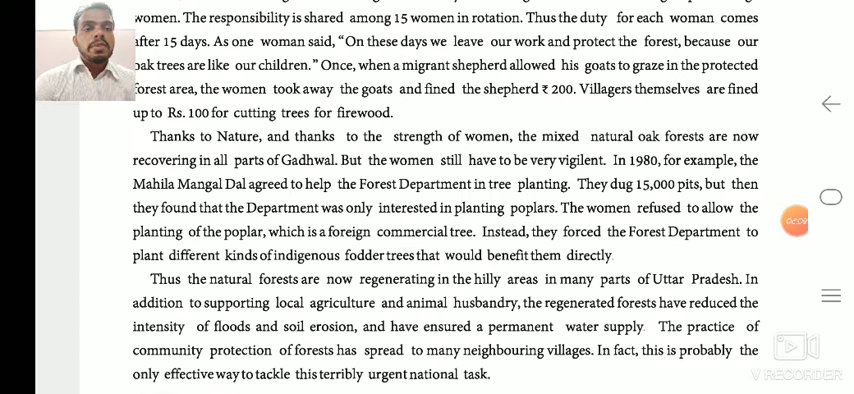 women. The responsibility is shared among 15 women in rotation. Thus the duty for each woman comes
after 15 days. As one woman said, “On these days we leave our work and protect the forest, because our
oak trees are like our children.” Once, when a migrant shepherd allowed his goats to graze in the protected
forest area, the women took away the goats and fined the shepherd ₹ 200. Villagers themselves are fined
up to Rs. 100 for cutting trees for firewood.
Thanks to Nature, and thanks to the strength of women, the mixed natural oak forests are now
recovering in all parts of Gadhwal. But the women still have to be very vigilent. In 1980, for example, the
Mahila Mangal Dal agreed to help the Forest Department in tree planting. They dug 15,000 pits, but then
they found that the Department was only interested in planting poplars. The women refused to allow the
planting of the poplar, which is a foreign commercial tree. Instead, they forced the Forest Department to
plant different kinds of indigenous fodder trees that would benefit them directly.
Thus the natural forests are now regenerating in the hilly areas in many parts of Uttar Pradesh. In
addition to supporting local agriculture and animal husbandry, the regenerated forests have reduced the
intensity of floods and soil erosion, and have ensured a permanent water supply. The practice of
community protection of forests has spread to many neighbouring villages. In fact, this is probably the
only effective way to tackle this terribly urgent national task.
V RECORDER